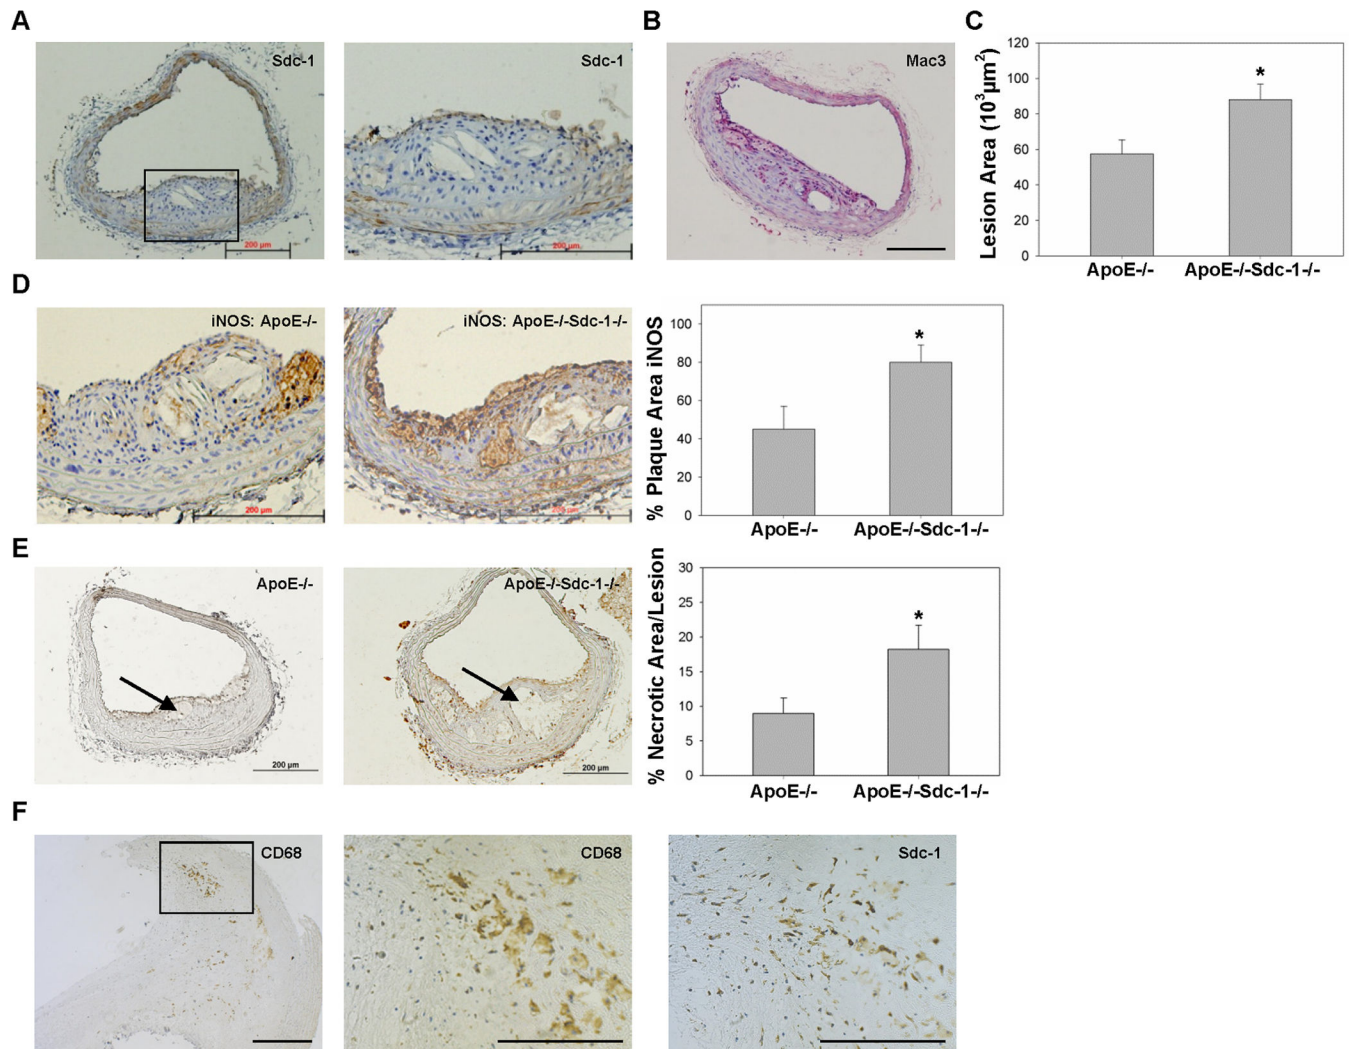 A
Sdc-1
200 µm
Sdc-1
200 µm
B
Mac3
C
Lesion Area (10³µm²)
120
100
80
60
40
20
0
*
ApoE-/-
ApoE-/-Sdc-1-/-
D
iNOS: ApoE-/-
200 µm
iNOS: ApoE-/-Sdc-1-/-
200 µm
% Plaque Area iNOS
100
80
60
40
20
0
*
ApoE-/-
ApoE-/-Sdc-1-/-
E
ApoE-/-
200 µm
ApoE-/-Sdc-1-/-
200 µm
% Necrotic Area/Lesion
30
25
20
15
10
5
0
*
ApoE-/-
ApoE-/-Sdc-1-/-
F
CD68
CD68
Sdc-1